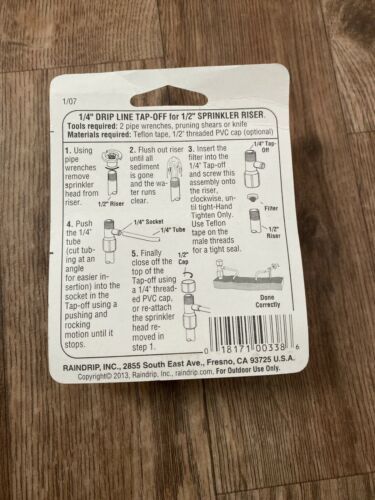 1/07
1/4" DRIP LINE TAP-OFF for 1/2" SPRINKLER RISER.
Tools required: 2 pipe wrenches, pruning shears or knife
Materials required: Teflon tape, 1/2" threaded PVC cap (optional)
1. Using
pipe
wrenches
remove
sprinkler
head from
riser.
1/2" Riser
2. Flush out riser
until all
sediment
is gone
and the wa-
ter runs
clear.
3. Insert the
filter into the
1/4" Tap-off
and screw this
assembly onto
the riser,
clockwise, un-
til tight-Hand
Tighten Only.
Use Teflon
tape on the
male threads
for a tight seal.
1/4" Tap-
Off
Filter
1/2"
Riser
4. Push
the 1/4"
tube
(cut tub-
ing at an
angle
for easier in-
sertion) into the
socket in the
Tap-off using a
pushing and
rocking
motion until it
stops.
1/4" Socket
1/4" Tube
5. Finally
close off the
top of the
Tap-off using
a 1/4" thread-
ed PVC cap,
or re-attach
the sprinkler
head re-
moved in
step 1.
1/2"
Cap
Done
Correctly
0 18171 00338 6
RAINDRIP, INC., 2855 South East Ave., Fresno, CA 93725 U.S.A.
Copyright© 2013, Raindrip, Inc., raindrip.com. For Outdoor Use Only.